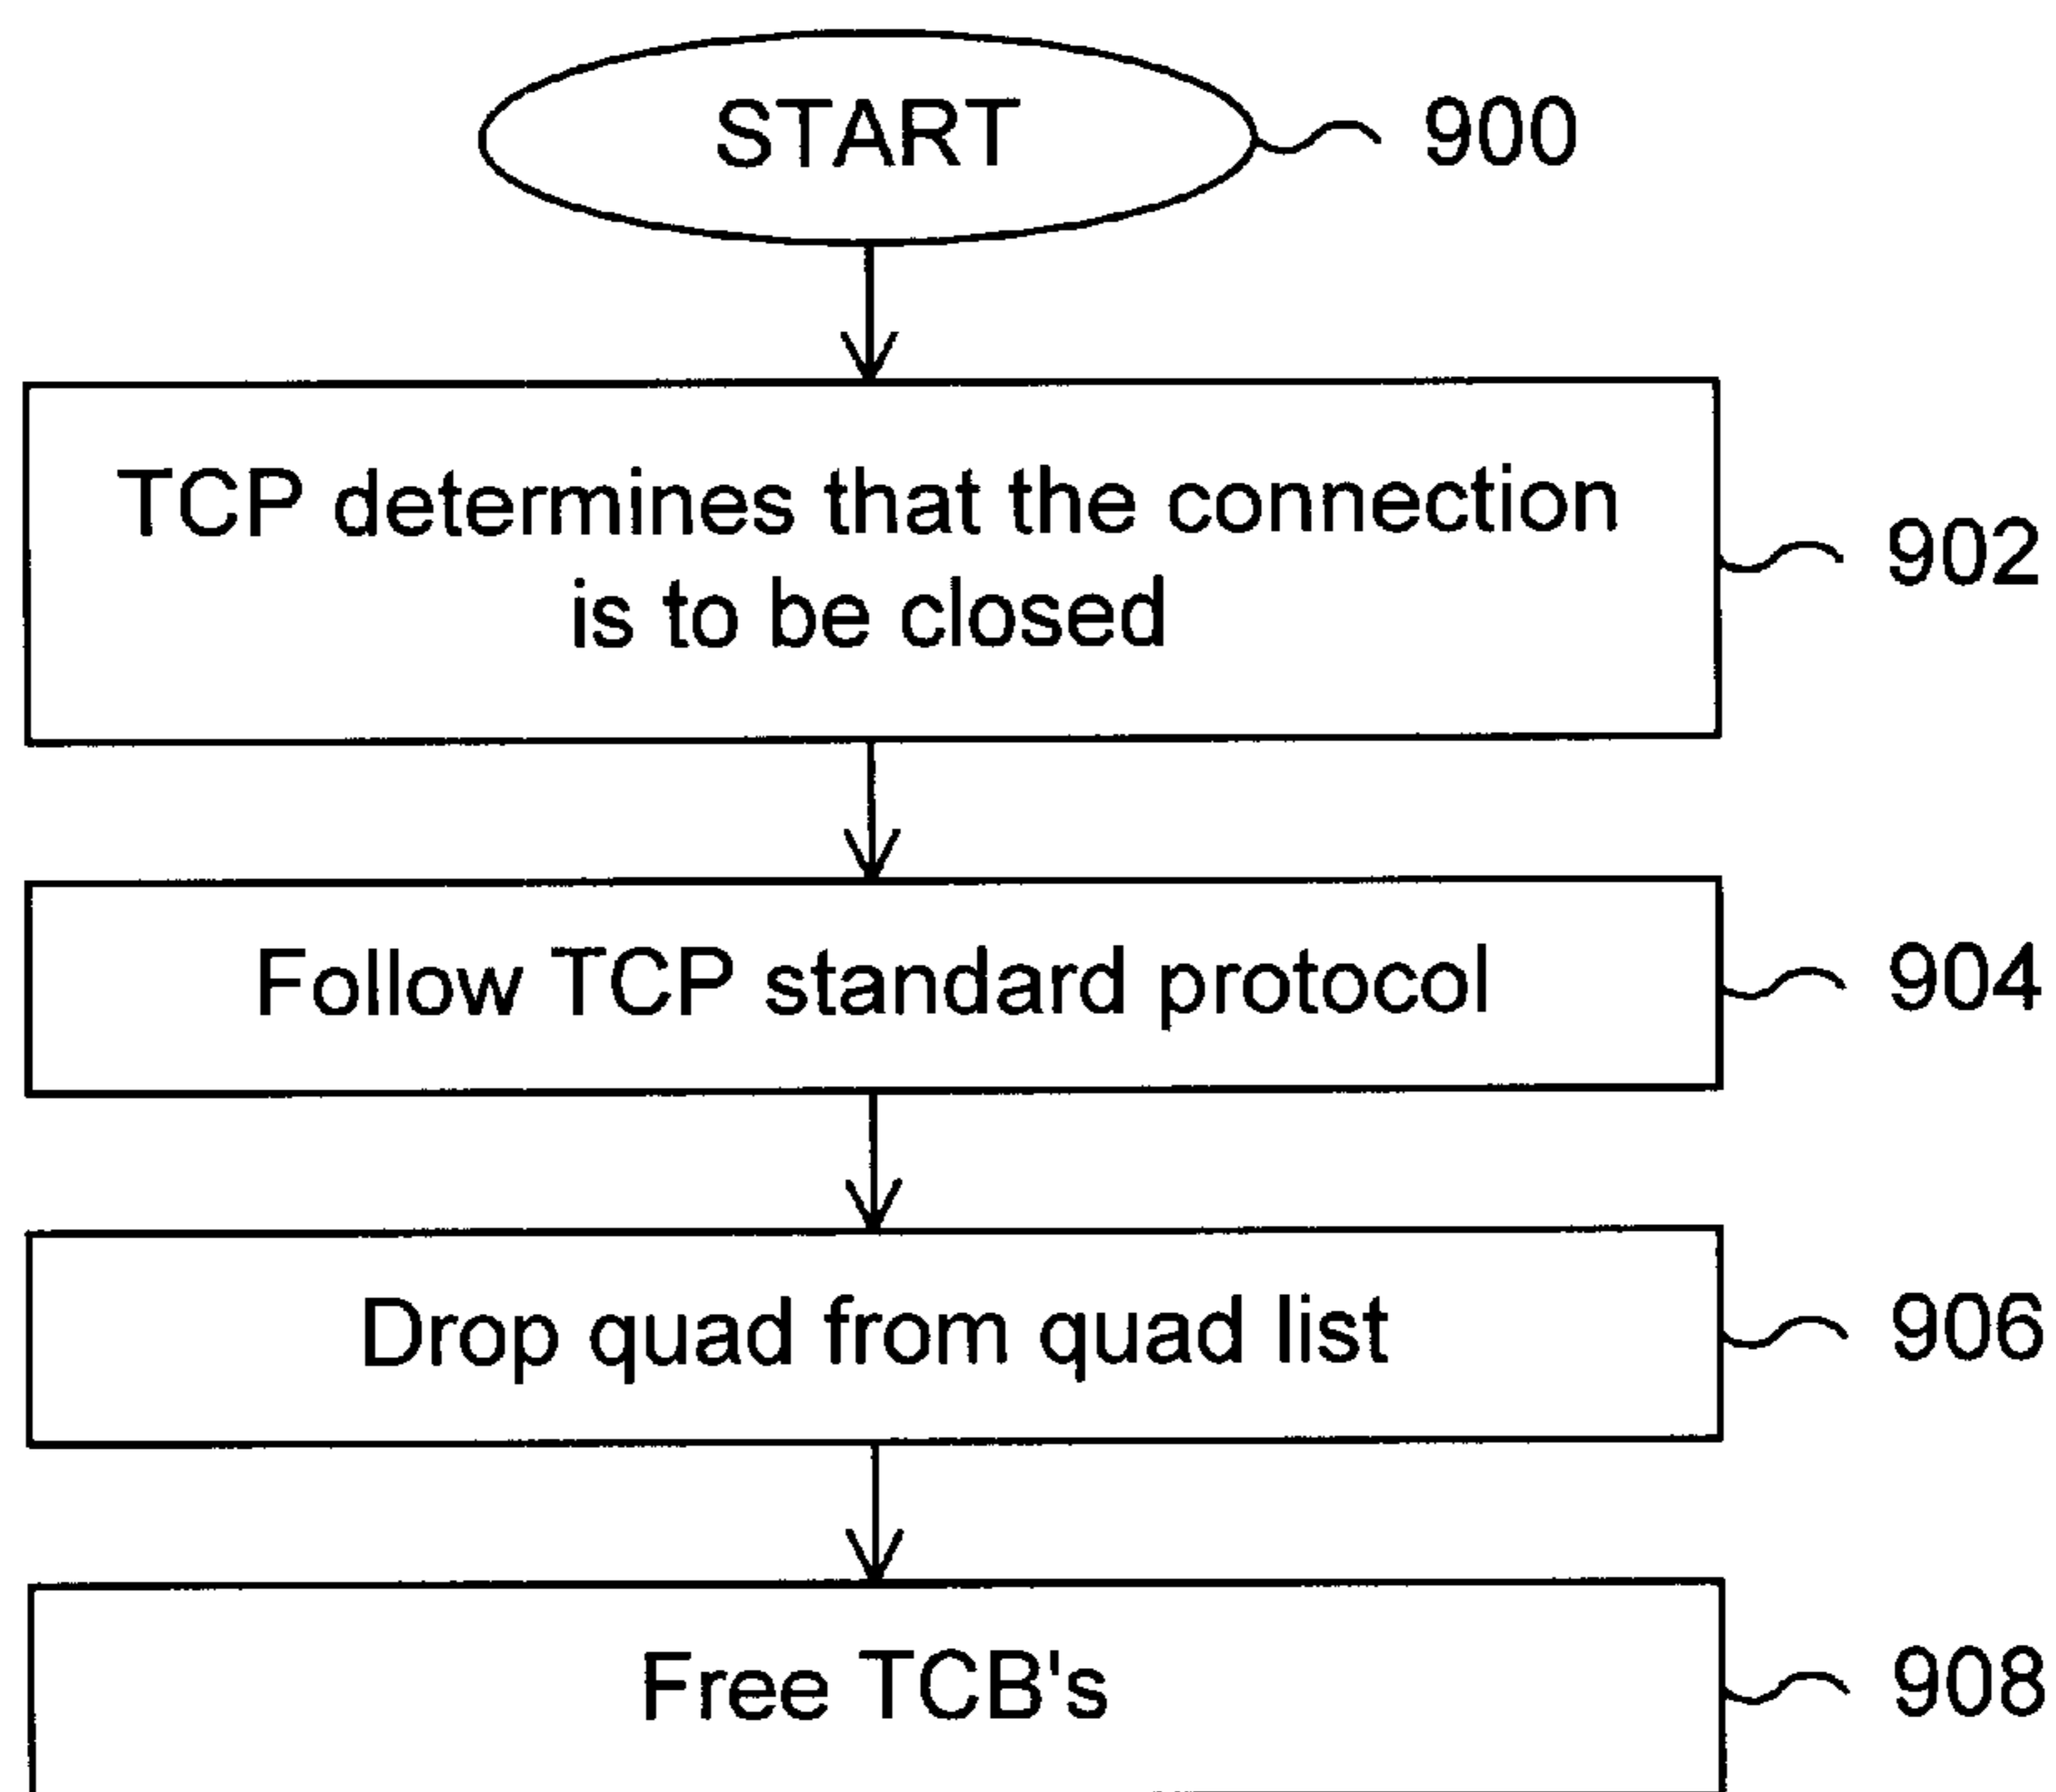 START
900
TCP determines that the connection
is to be closed
902
Follow TCP standard protocol
904
Drop quad from quad list
906
Free TCB's
908